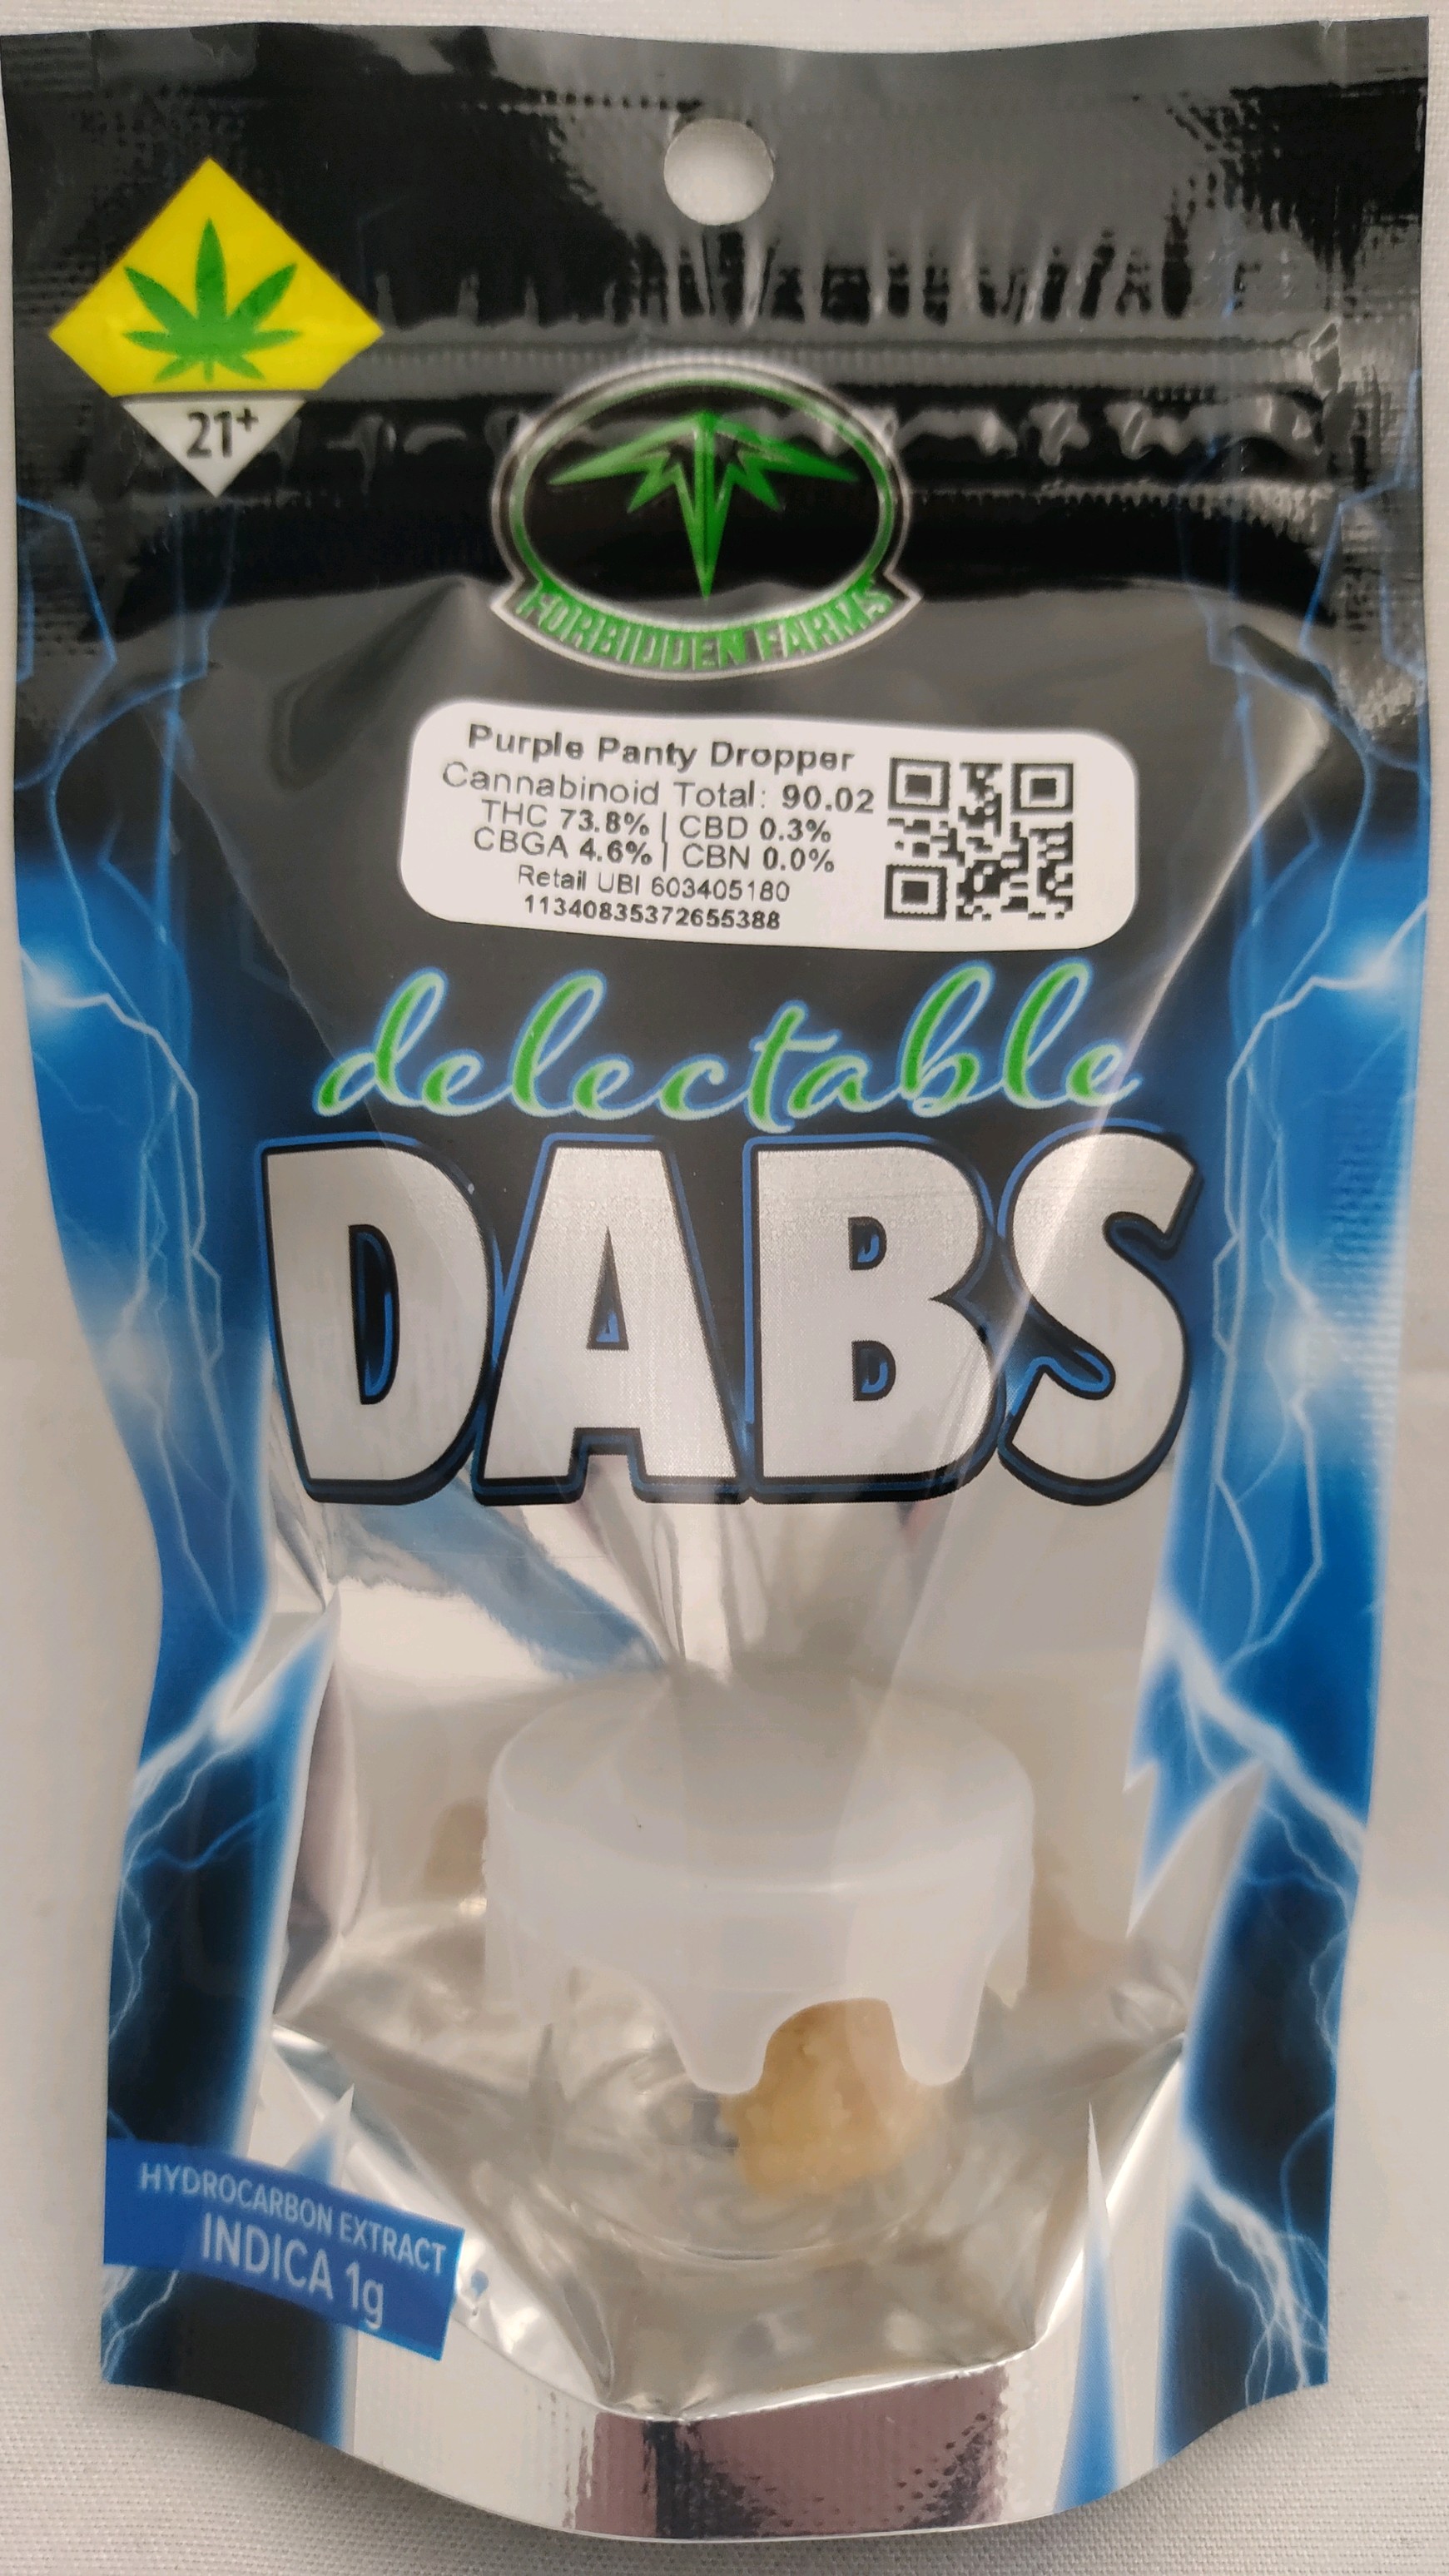 21+
FORBIDDEN FARMS
Purple Panty Dropper
Cannabinoid Total: 90.02
THC 73.8% | CBD 0.3%
CBGA 4.6% | CBN 0.0%
Retail UBI 603405180
11340835372655388
delectable
DABS
HYDROCARBON EXTRACT
INDICA 1g